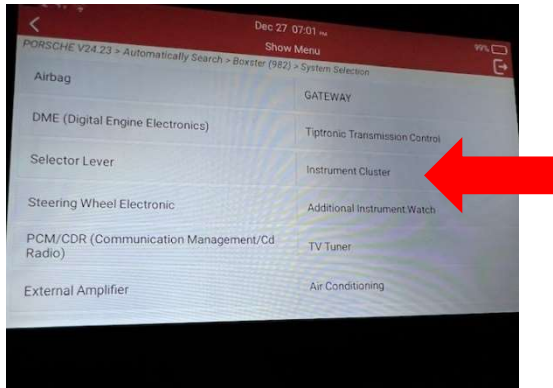 Dec 27 07:01
99%
Show Menu
PORSCHE V24.23 > Automatically Search > Boxster (982) > System Selection
Airbag
GATEWAY
DME (Digital Engine Electronics)
Tiptronic Transmission Control
Selector Lever
Instrument Cluster
Steering Wheel Electronic
Additional Instrument Watch
PCM/CDR (Communication Management/Cd
Radio)
TV Tuner
External Amplifier
Air Conditioning